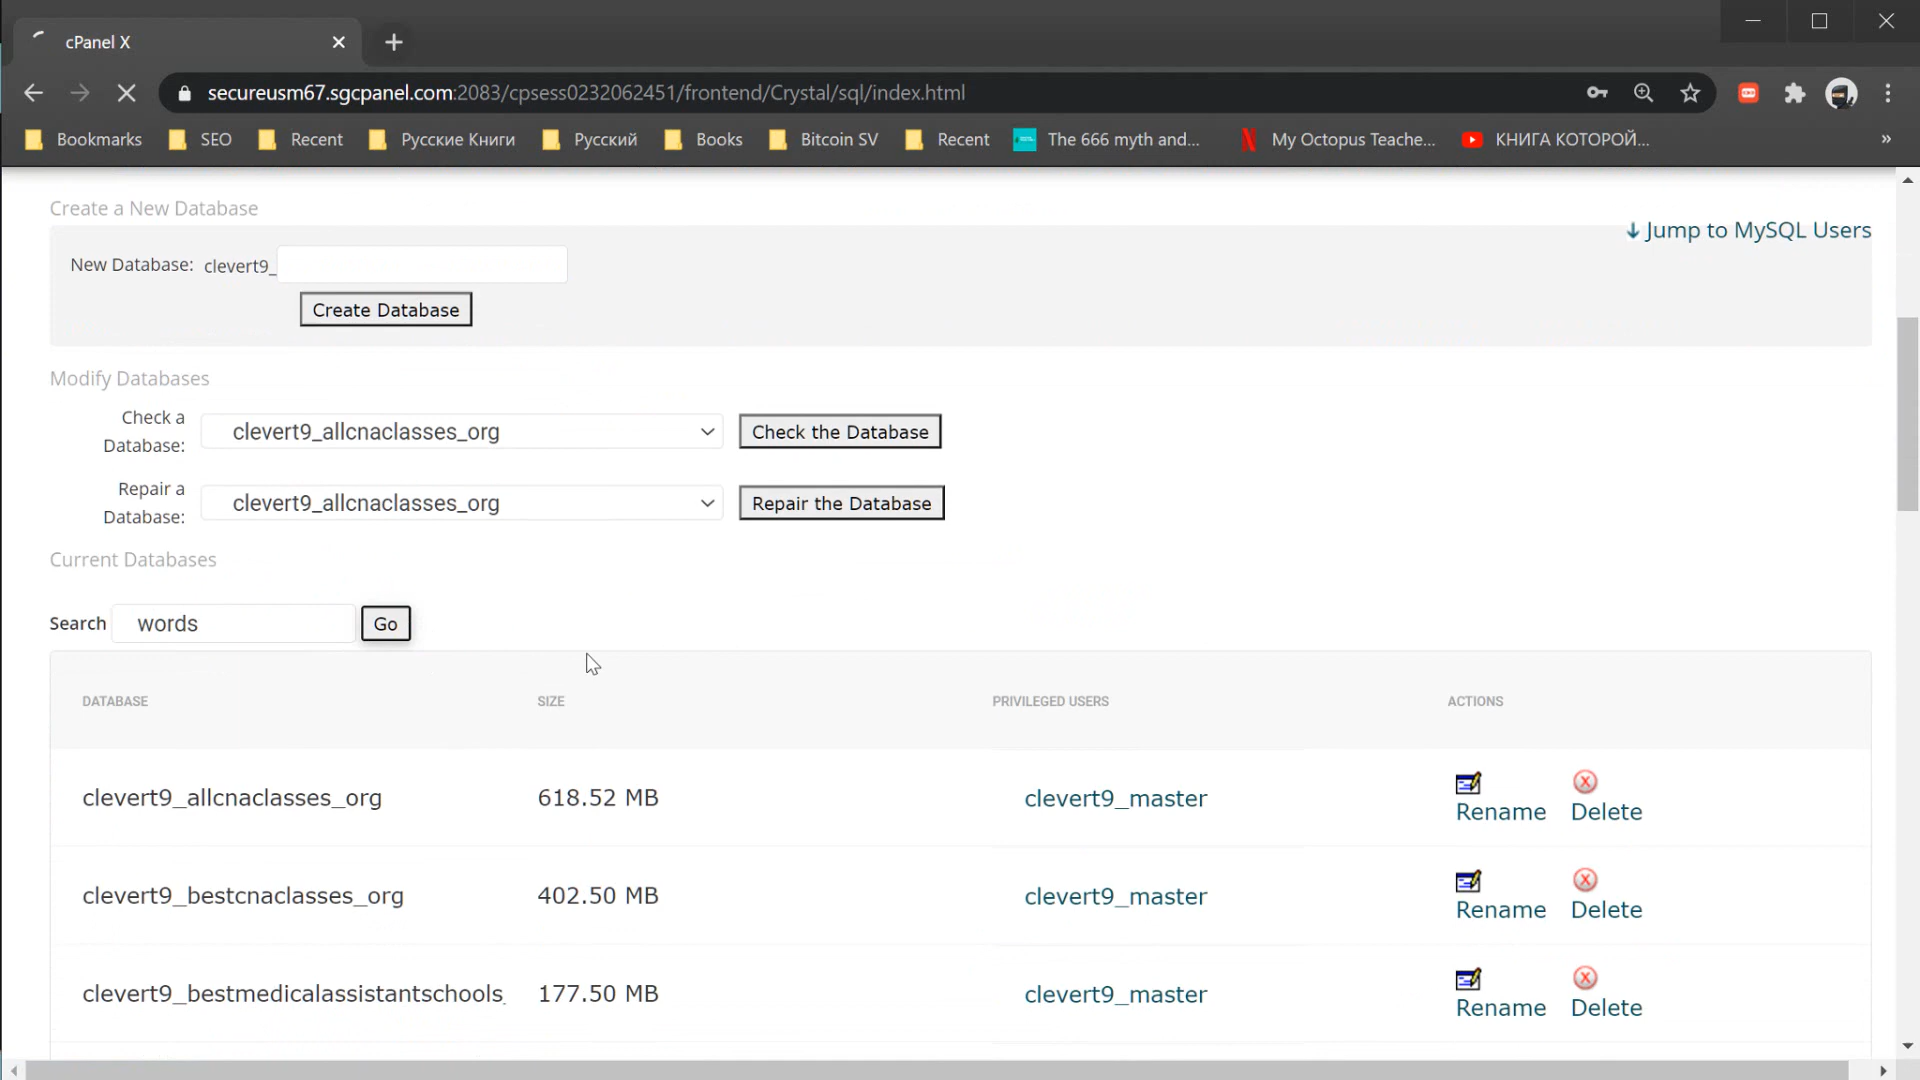 cPanel X
secureusm67.sgcpanel.com:2083/cpsess0232062451/frontend/Crystal/sql/index.html
Bookmarks SEO Recent Русские Книги Русский Books Bitcoin SV Recent The 666 myth and... My Octopus Teache... КНИГА КОТОРОЙ... »
Create a New Database
Jump to MySQL Users
New Database: clevert9_
Create Database
Modify Databases
Check a Database: clevert9_allcnaclasses_org Check the Database
Repair a Database: clevert9_allcnaclasses_org Repair the Database
Current Databases
Search words Go
DATABASE SIZE PRIVILEGED USERS ACTIONS
clevert9_allcnaclasses_org 618.52 MB clevert9_master Rename Delete
clevert9_bestcnaclasses_org 402.50 MB clevert9_master Rename Delete
clevert9_bestmedicalassistantschools_ 177.50 MB clevert9_master Rename Delete